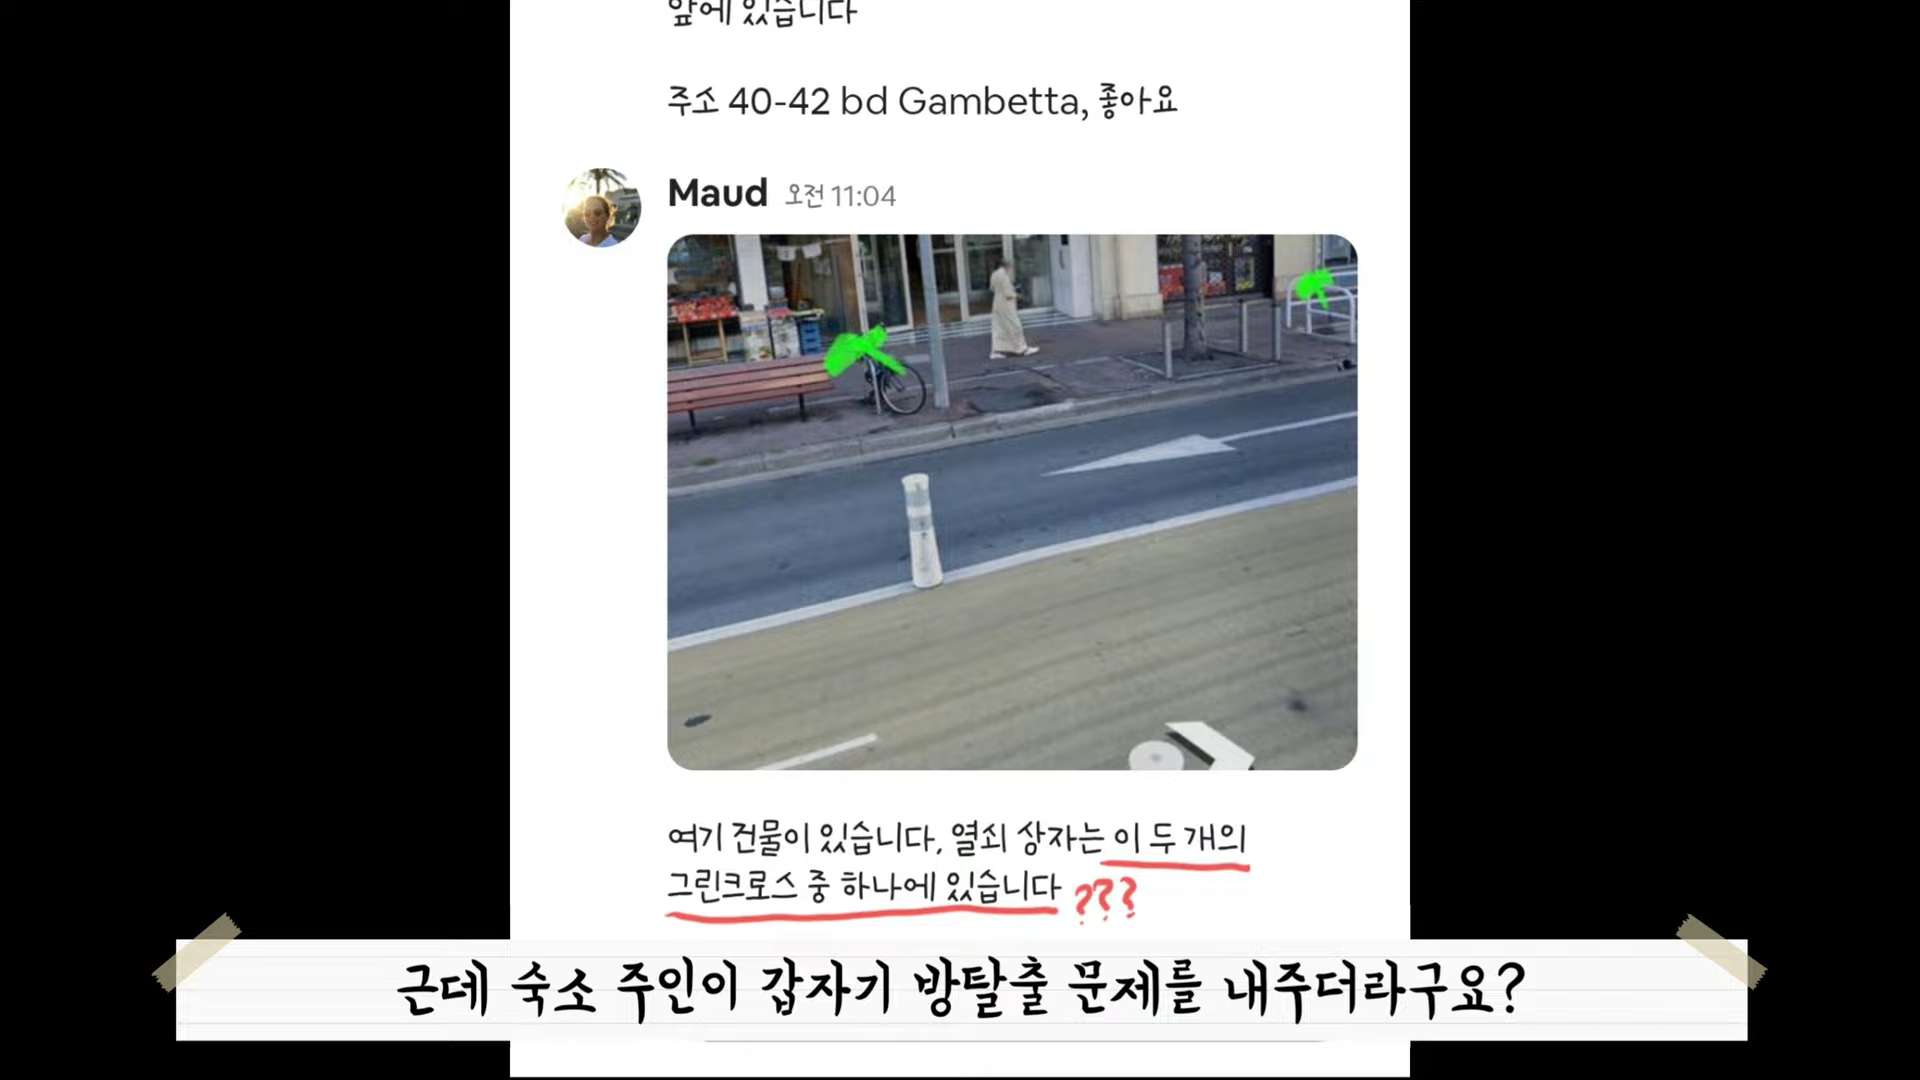 앞에 있습니다
주소 40-42 bd Gambetta, 좋아요
Maud 오전 11:04
여기 건물이 있습니다, 열쇠 상자는 이 두 개의
그린크로스 중 하나에 있습니다 ???
근데 숙소 주인이 갑자기 방탈출 문제를 내주더라구요?